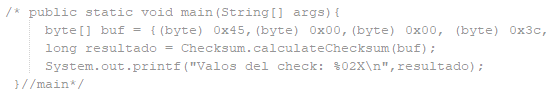 /* public static void main(String[] args){
byte[] buf = {(byte) 0x45,(byte) 0x00,(byte) 0x00, (byte) 0x3c,
long resultado = Checksum.calculateChecksum(buf);
System.out.printf("Valos del check: %02X\n",resultado);
}//main*/